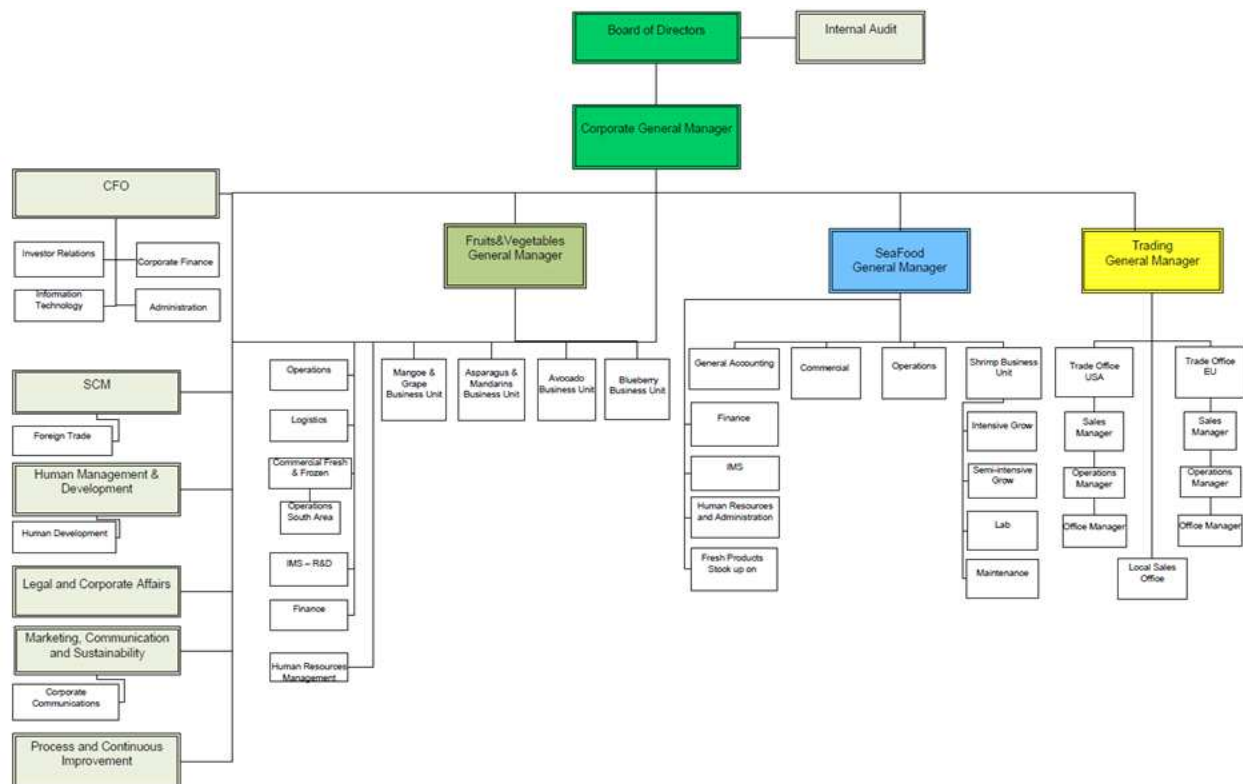 Board of Directors
Internal Audit
Corporate General Manager
CFO
Investor Relations
Corporate Finance
Information
Technology
Administration
Fruits&Vegetables
General Manager
SeaFood
General Manager
Trading
General Manager
SCM
Foreign Trade
Human Management &
Development
Human Development
Legal and Corporate Affairs
Marketing, Communication
and Sustainability
Corporate
Communications
Process and Continuous
Improvement
Operations
Logistics
Commercial Fresh
& Frozen
Operations
South Area
IMS – R&D
Finance
Human Resources
Management
Mangoe &
Grape
Business Unit
Asparagus &
Mandarins
Business Unit
Avocado
Business Unit
Blueberry
Business Unit
General Accounting
Finance
IMS
Human Resources
and Administration
Fresh Products
Stock up on
Commercial
Operations
Shrimp Business
Unit
Intensive Grow
Semi-intensive
Grow
Lab
Maintenance
Trade Office
USA
Sales
Manager
Operations
Manager
Office Manager
Trade Office
EU
Sales
Manager
Operations
Manager
Office Manager
Local Sales
Office